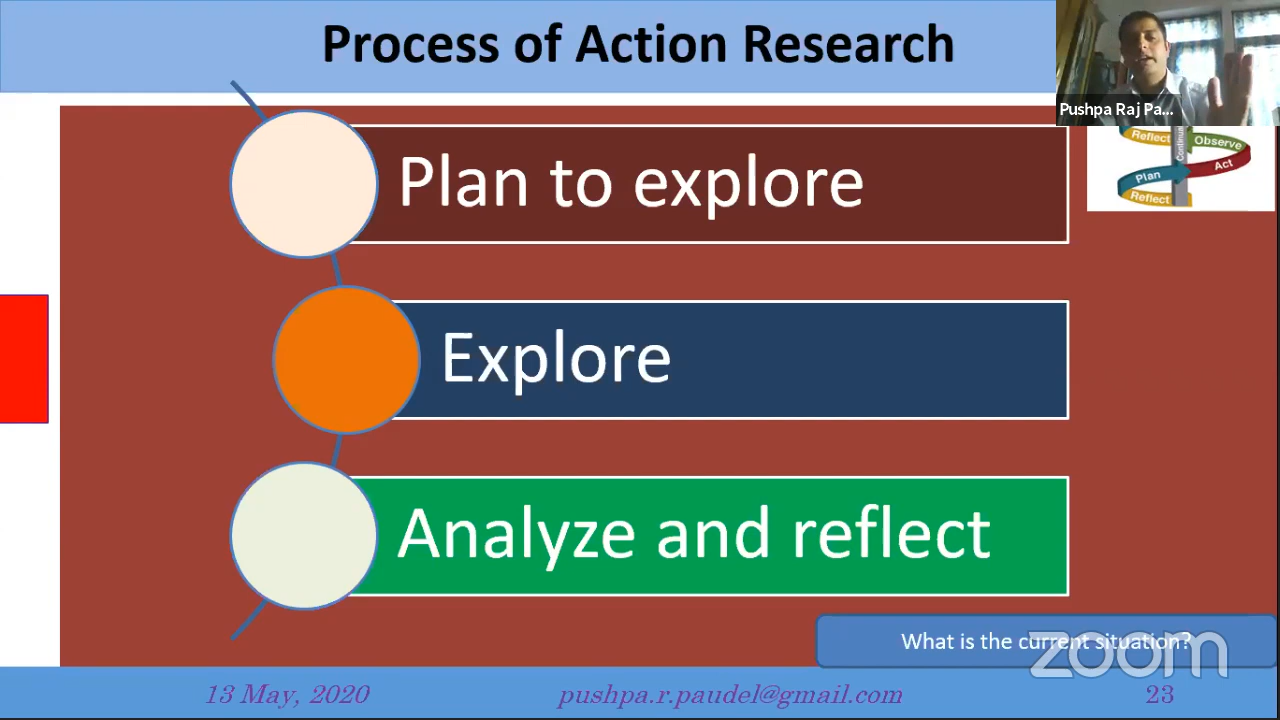 Process of Action Research
Pushpa Raj Pa...
Reflect
Observe
Continual
Act
Plan
Reflect
Plan to explore
Explore
Analyze and reflect
What is the current situation?
zoom
13 May, 2020
pushpa.r.paudel@gmail.com
23